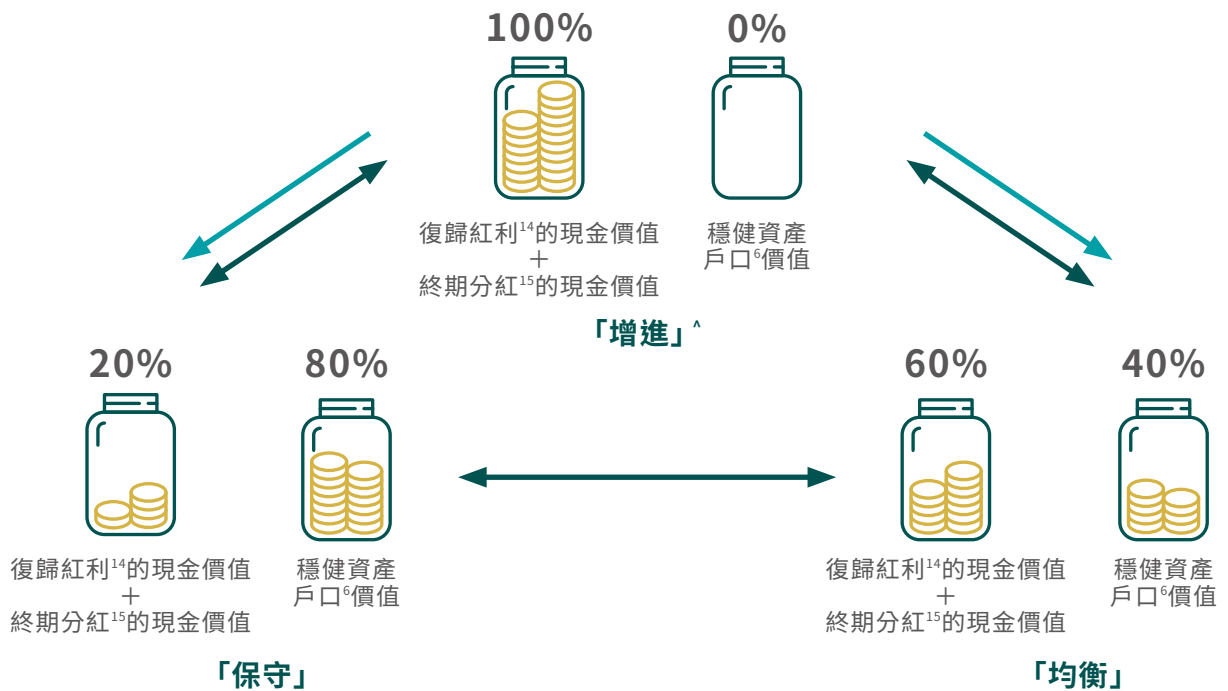 100%
0%
復歸紅利14的現金價值
+
終期分紅15的現金價值
穩健資產
戶口6價值
「增進」^
20%
80%
復歸紅利14的現金價值
+
終期分紅15的現金價值
穩健資產
戶口6價值
「保守」
60%
40%
復歸紅利14的現金價值
+
終期分紅15的現金價值
穩健資產
戶口6價值
「均衡」